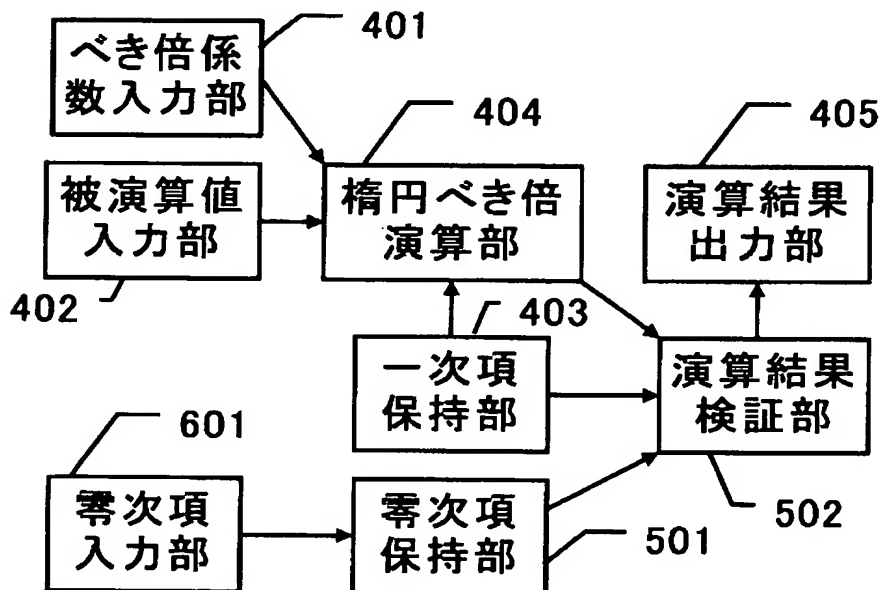 べき倍係
数入力部
401
被演算値
入力部
402
楕円べき倍
演算部
404
演算結果
出力部
405
一次項
保持部
403
演算結果
検証部
502
零次項
入力部
601
零次項
保持部
501